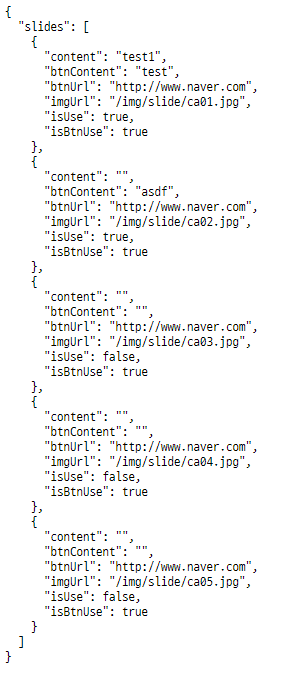 {
  "slides": [
    {
      "content": "test1",
      "btnContent": "test",
      "btnUrl": "http://www.naver.com",
      "imgUrl": "/img/slide/ca01.jpg",
      "isUse": true,
      "isBtnUse": true
    },
    {
      "content": "",
      "btnContent": "asdf",
      "btnUrl": "http://www.naver.com",
      "imgUrl": "/img/slide/ca02.jpg",
      "isUse": true,
      "isBtnUse": true
    },
    {
      "content": "",
      "btnContent": "",
      "btnUrl": "http://www.naver.com",
      "imgUrl": "/img/slide/ca03.jpg",
      "isUse": false,
      "isBtnUse": true
    },
    {
      "content": "",
      "btnContent": "",
      "btnUrl": "http://www.naver.com",
      "imgUrl": "/img/slide/ca04.jpg",
      "isUse": false,
      "isBtnUse": true
    },
    {
      "content": "",
      "btnContent": "",
      "btnUrl": "http://www.naver.com",
      "imgUrl": "/img/slide/ca05.jpg",
      "isUse": false,
      "isBtnUse": true
    }
  ]
}